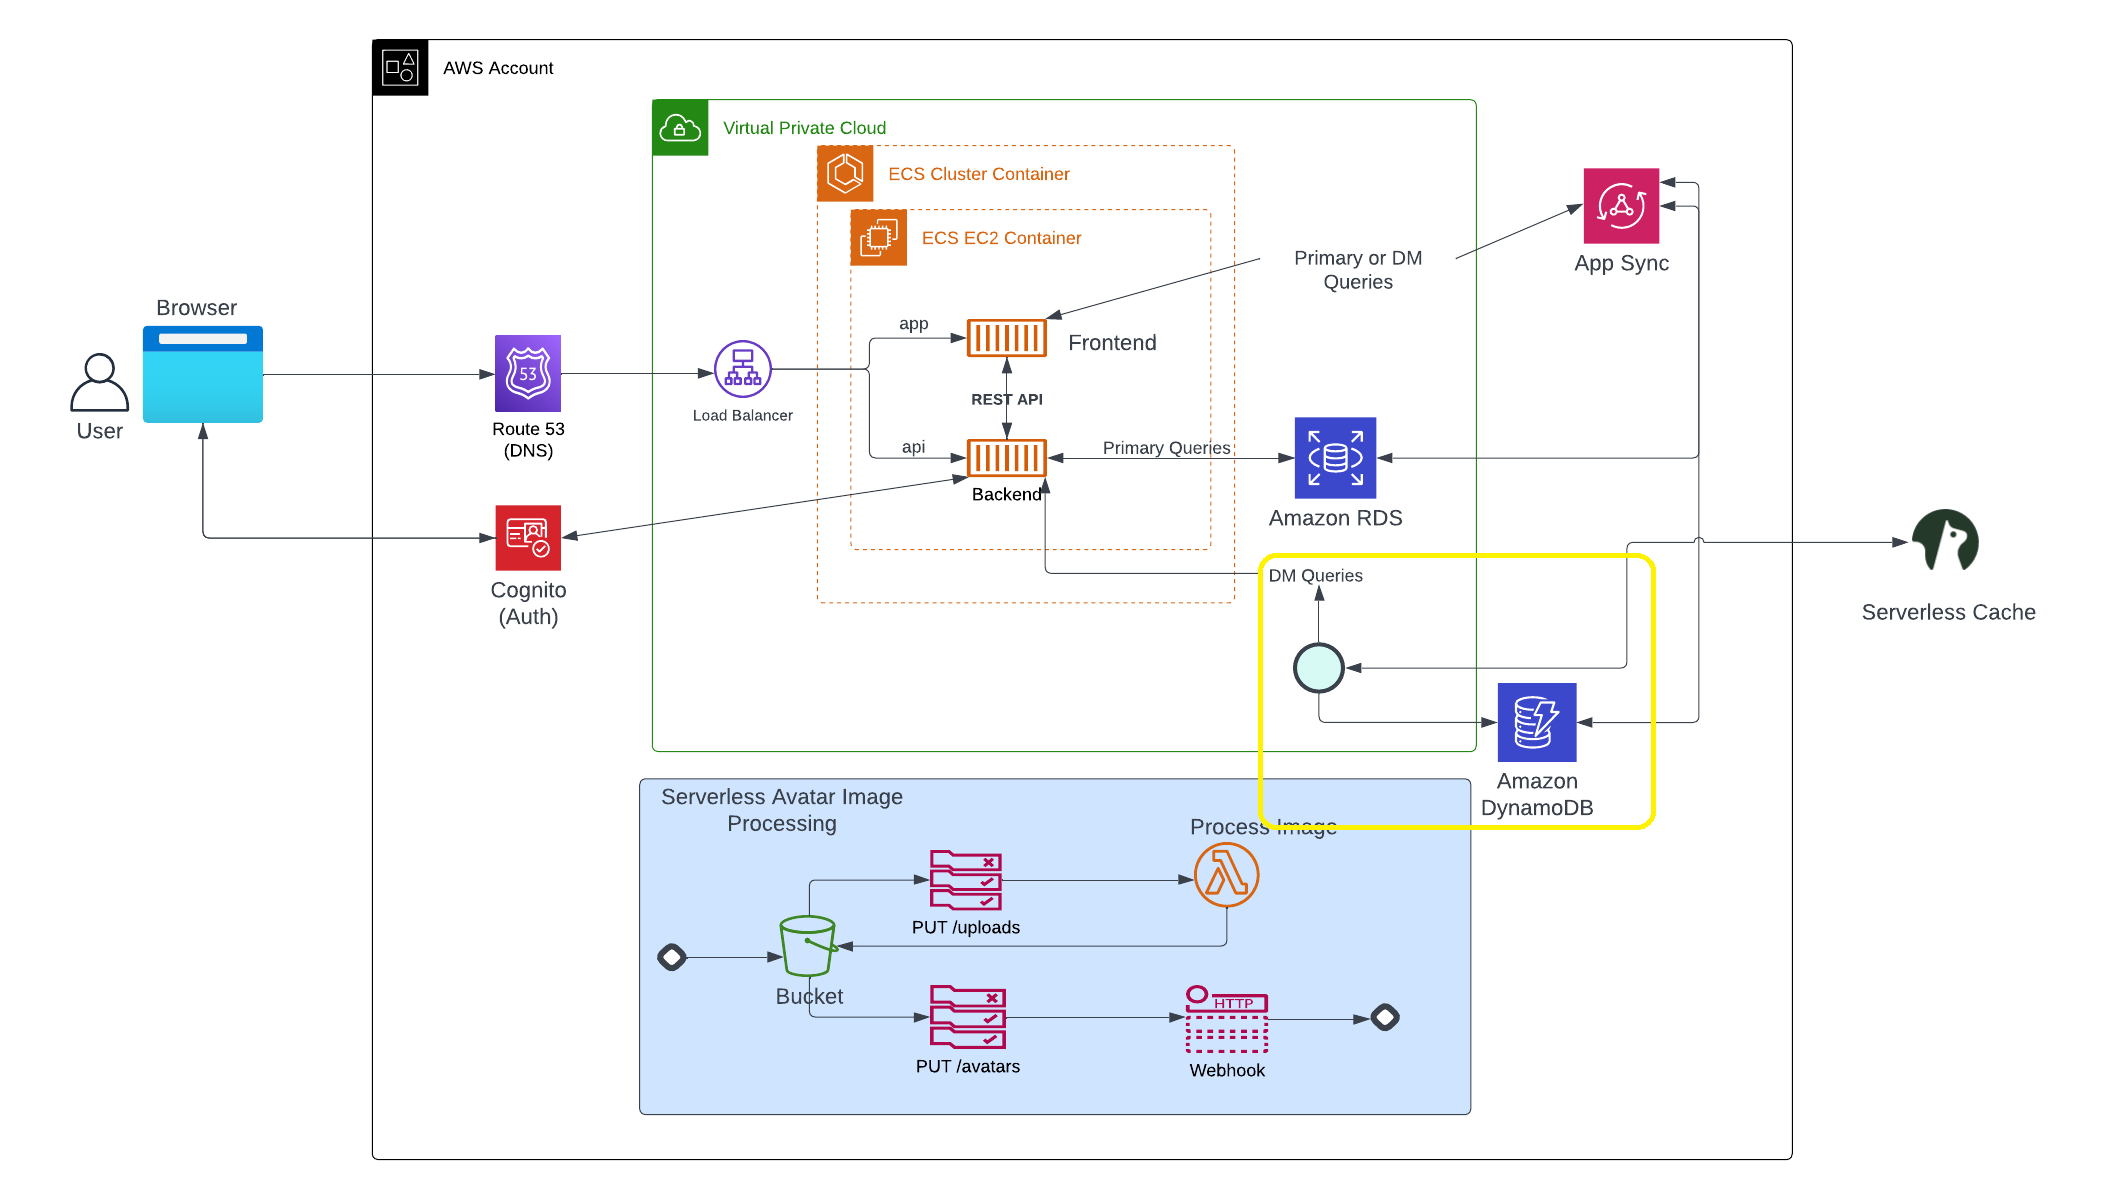 AWS Account
Virtual Private Cloud
ECS Cluster Container
ECS EC2 Container
Primary or DM
Queries
App Sync
Browser
User
app
Frontend
53
Route 53
(DNS)
Load Balancer
REST API
api
Primary Queries
Backend
Amazon RDS
Cognito
(Auth)
DM Queries
Serverless Cache
Amazon
DynamoDB
Serverless Avatar Image
Processing
Process Image
PUT /uploads
Bucket
HTTP
PUT /avatars
Webhook